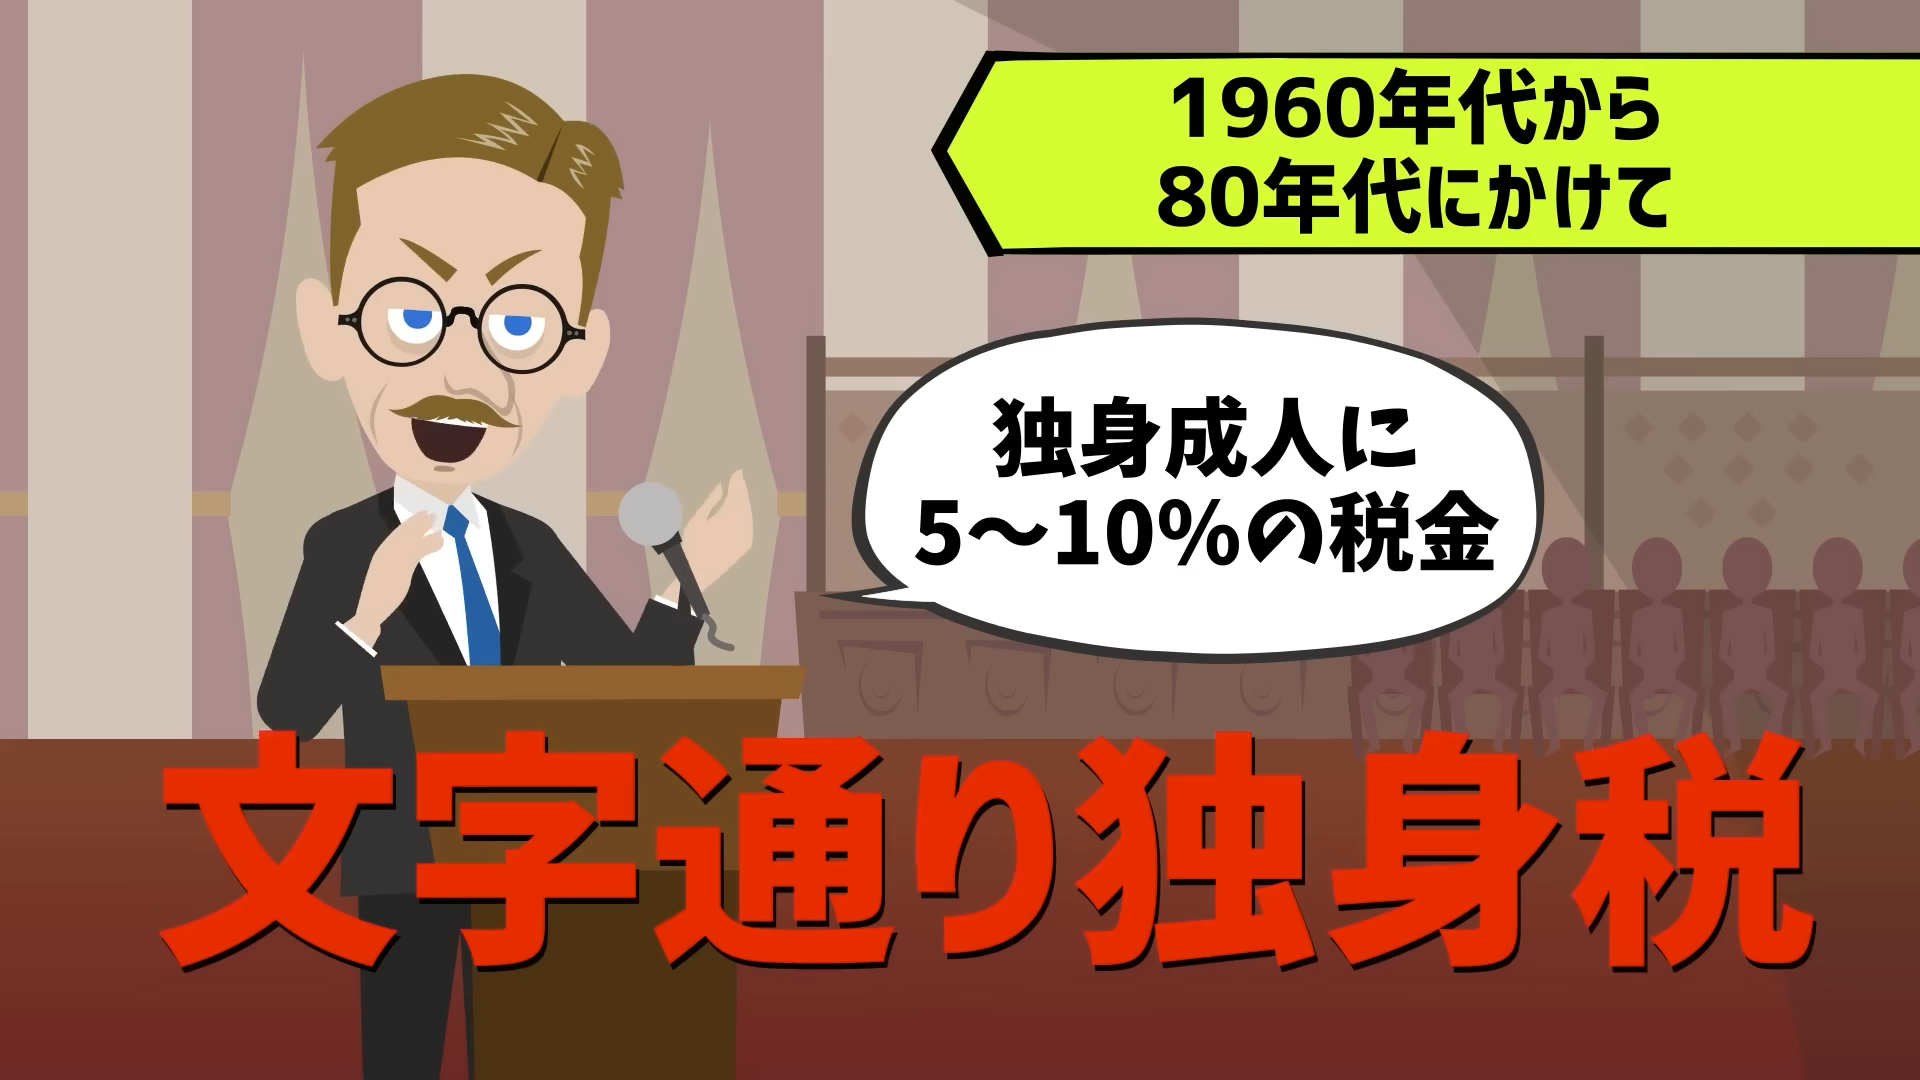 1960年代から
80年代にかけて
独身成人に
5〜10%の税金
文字通り独身税